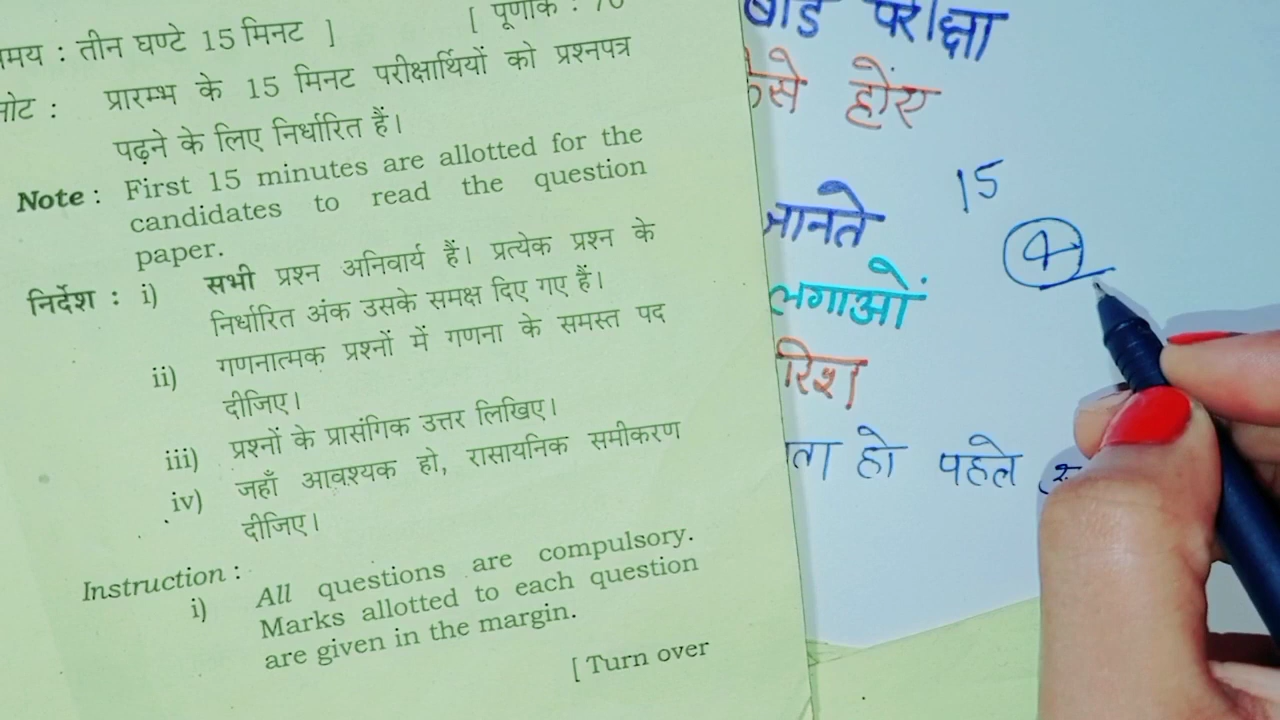 समय : तीन घण्टे 15 मिनट ]
[ पूर्णांक : 70
नोट :
प्रारम्भ के 15 मिनट परीक्षार्थियों को प्रश्नपत्र
पढ़ने के लिए निर्धारित हैं।
Note : First 15 minutes are allotted for the
candidates to read the question
paper.
निर्देश : i) सभी प्रश्न अनिवार्य हैं। प्रत्येक प्रश्न के
निर्धारित अंक उसके समक्ष दिए गए हैं।
ii) गणनात्मक प्रश्नों में गणना के समस्त पद
दीजिए।
iii) प्रश्नों के प्रासंगिक उत्तर लिखिए।
iv) जहाँ आवश्यक हो, रासायनिक समीकरण
दीजिए।
Instruction :
i) All questions are compulsory.
Marks allotted to each question
are given in the margin.
[ Turn over
परीक्षा
15
जानते
लगाओं
हो पहले